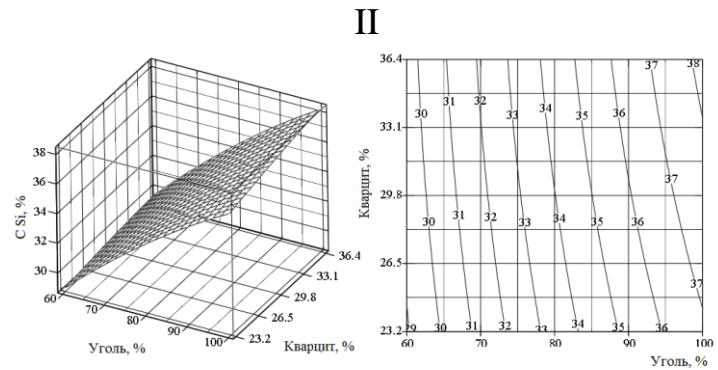 II
38
36
34
32
30
C Si, %
60
70
80
90
100
Уголь, %
23.2
26.5
29.8
33.1
36.4
Кварцит, %
36.4
33.1
29.8
26.5
23.2
Кварцит, %
37 38
30 31 32 33 34 35 36
37
30 31 32 33 34 35 36
37
29 30 31 32 33 34 35 36
60 70 80 90 100
Уголь, %